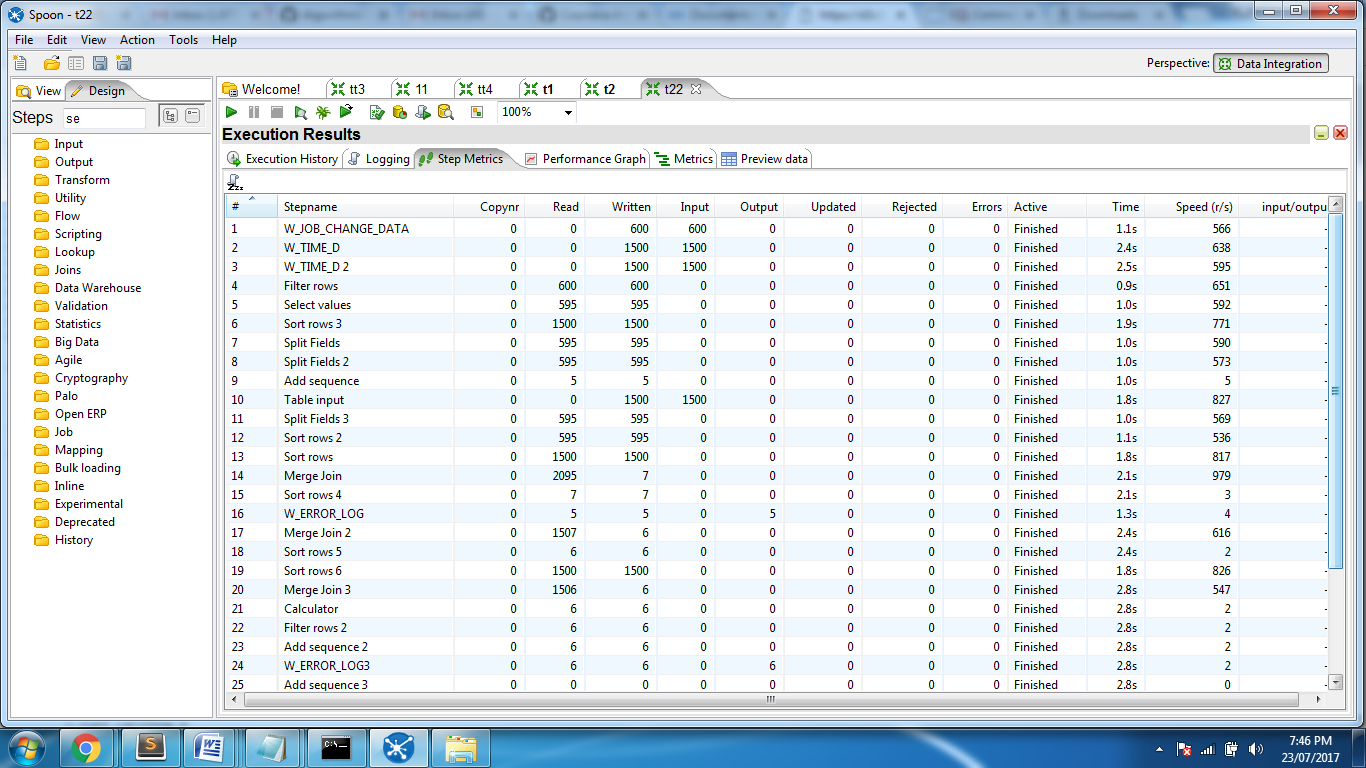 Spoon - t22
File Edit View Action Tools Help
Perspective: Data Integration
View Design
Steps se
Input
Output
Transform
Utility
Flow
Scripting
Lookup
Joins
Data Warehouse
Validation
Statistics
Big Data
Agile
Cryptography
Palo
Open ERP
Job
Mapping
Bulk loading
Inline
Experimental
Deprecated
History
Welcome! tt3 11 tt4 t1 t2 t22
100%
Execution Results
Execution History Logging Step Metrics Performance Graph Metrics Preview data
# Stepname Copynr Read Written Input Output Updated Rejected Errors Active Time Speed (r/s) input/outpu
1 W_JOB_CHANGE_DATA 0 0 600 600 0 0 0 0 Finished 1.1s 566 -
2 W_TIME_D 0 0 1500 1500 0 0 0 0 Finished 2.4s 638 -
3 W_TIME_D 2 0 0 1500 1500 0 0 0 0 Finished 2.5s 595 -
4 Filter rows 0 600 600 0 0 0 0 0 Finished 0.9s 651 -
5 Select values 0 595 595 0 0 0 0 0 Finished 1.0s 592 -
6 Sort rows 3 0 1500 1500 0 0 0 0 0 Finished 1.9s 771 -
7 Split Fields 0 595 595 0 0 0 0 0 Finished 1.0s 590 -
8 Split Fields 2 0 595 595 0 0 0 0 0 Finished 1.0s 573 -
9 Add sequence 0 5 5 0 0 0 0 0 Finished 1.0s 5 -
10 Table input 0 0 1500 1500 0 0 0 0 Finished 1.8s 827 -
11 Split Fields 3 0 595 595 0 0 0 0 0 Finished 1.0s 569 -
12 Sort rows 2 0 595 595 0 0 0 0 0 Finished 1.1s 536 -
13 Sort rows 0 1500 1500 0 0 0 0 0 Finished 1.8s 817 -
14 Merge Join 0 2095 7 0 0 0 0 0 Finished 2.1s 979 -
15 Sort rows 4 0 7 7 0 0 0 0 0 Finished 2.1s 3 -
16 W_ERROR_LOG 0 5 5 0 5 0 0 0 Finished 1.3s 4 -
17 Merge Join 2 0 1507 6 0 0 0 0 0 Finished 2.4s 616 -
18 Sort rows 5 0 6 6 0 0 0 0 0 Finished 2.4s 2 -
19 Sort rows 6 0 1500 1500 0 0 0 0 0 Finished 1.8s 826 -
20 Merge Join 3 0 1506 6 0 0 0 0 0 Finished 2.8s 547 -
21 Calculator 0 6 6 0 0 0 0 0 Finished 2.8s 2 -
22 Filter rows 2 0 6 6 0 0 0 0 0 Finished 2.8s 2 -
23 Add sequence 2 0 6 6 0 0 0 0 0 Finished 2.8s 2 -
24 W_ERROR_LOG3 0 6 6 0 6 0 0 0 Finished 2.8s 2 -
25 Add sequence 3 0 0 0 0 0 0 0 0 Finished 2.8s 0 -
7:46 PM
23/07/2017